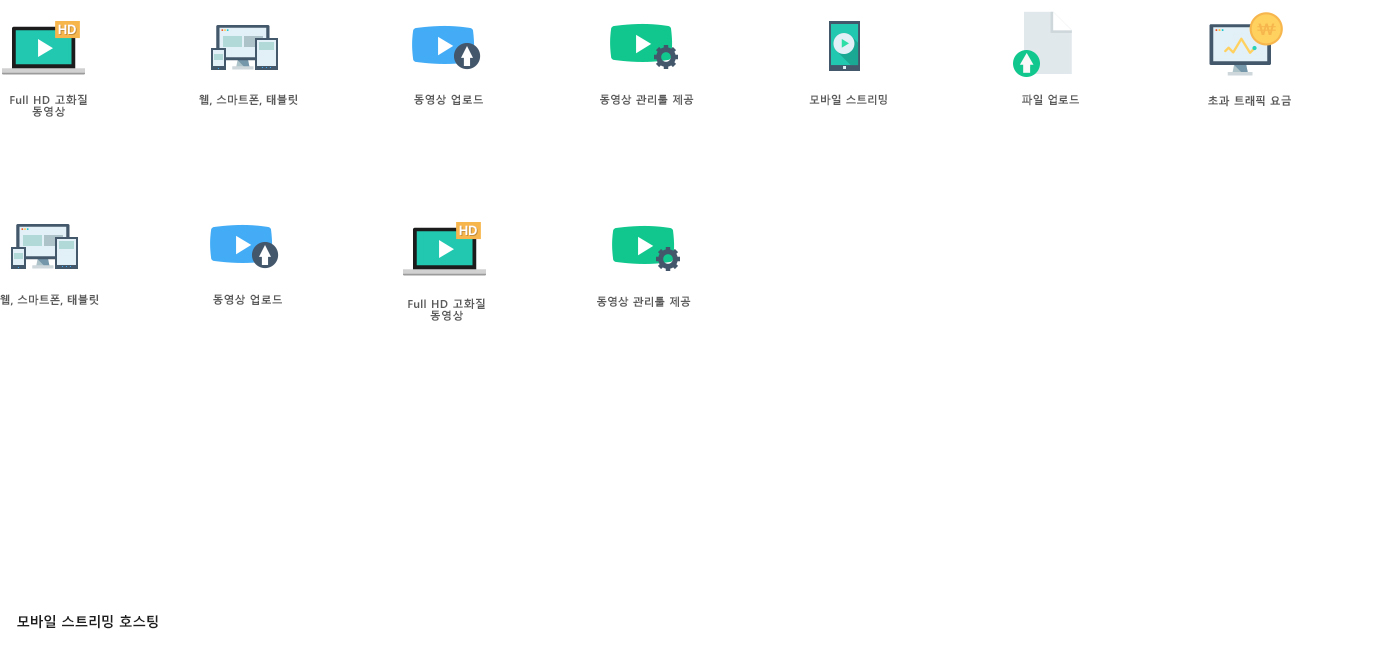 HD
Full HD 고화질
동영상
웹, 스마트폰, 태블릿
동영상 업로드
동영상 관리툴 제공
모바일 스트리밍
파일 업로드
₩
초과 트래픽 요금
웹, 스마트폰, 태블릿
동영상 업로드
HD
Full HD 고화질
동영상
동영상 관리툴 제공
모바일 스트리밍 호스팅